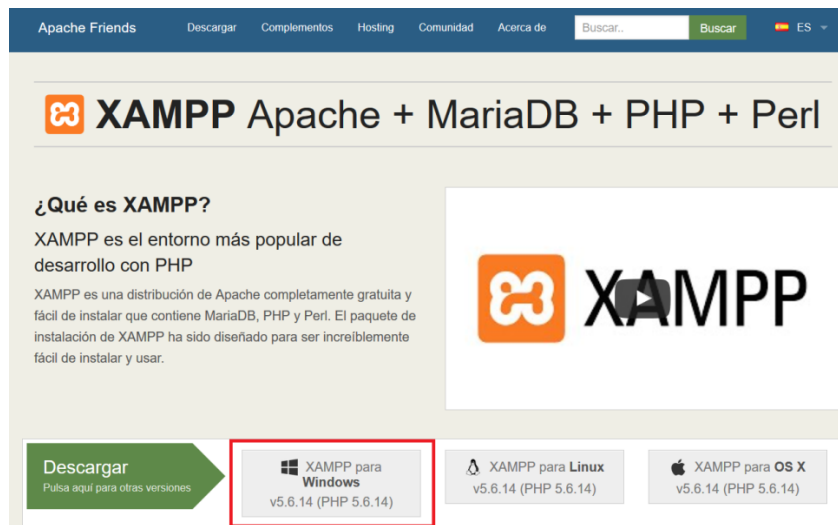 Apache Friends Descargar Complementos Hosting Comunidad Acerca de Buscar.. Buscar ES
XAMPP Apache + MariaDB + PHP + Perl
¿Qué es XAMPP?
XAMPP es el entorno más popular de
desarrollo con PHP
XAMPP es una distribución de Apache completamente gratuita y
fácil de instalar que contiene MariaDB, PHP y Perl. El paquete de
instalación de XAMPP ha sido diseñado para ser increíblemente
fácil de instalar y usar.
XAMPP
Descargar
Pulsa aquí para otras versiones
XAMPP para
Windows
v5.6.14 (PHP 5.6.14)
XAMPP para Linux
v5.6.14 (PHP 5.6.14)
XAMPP para OS X
v5.6.14 (PHP 5.6.14)